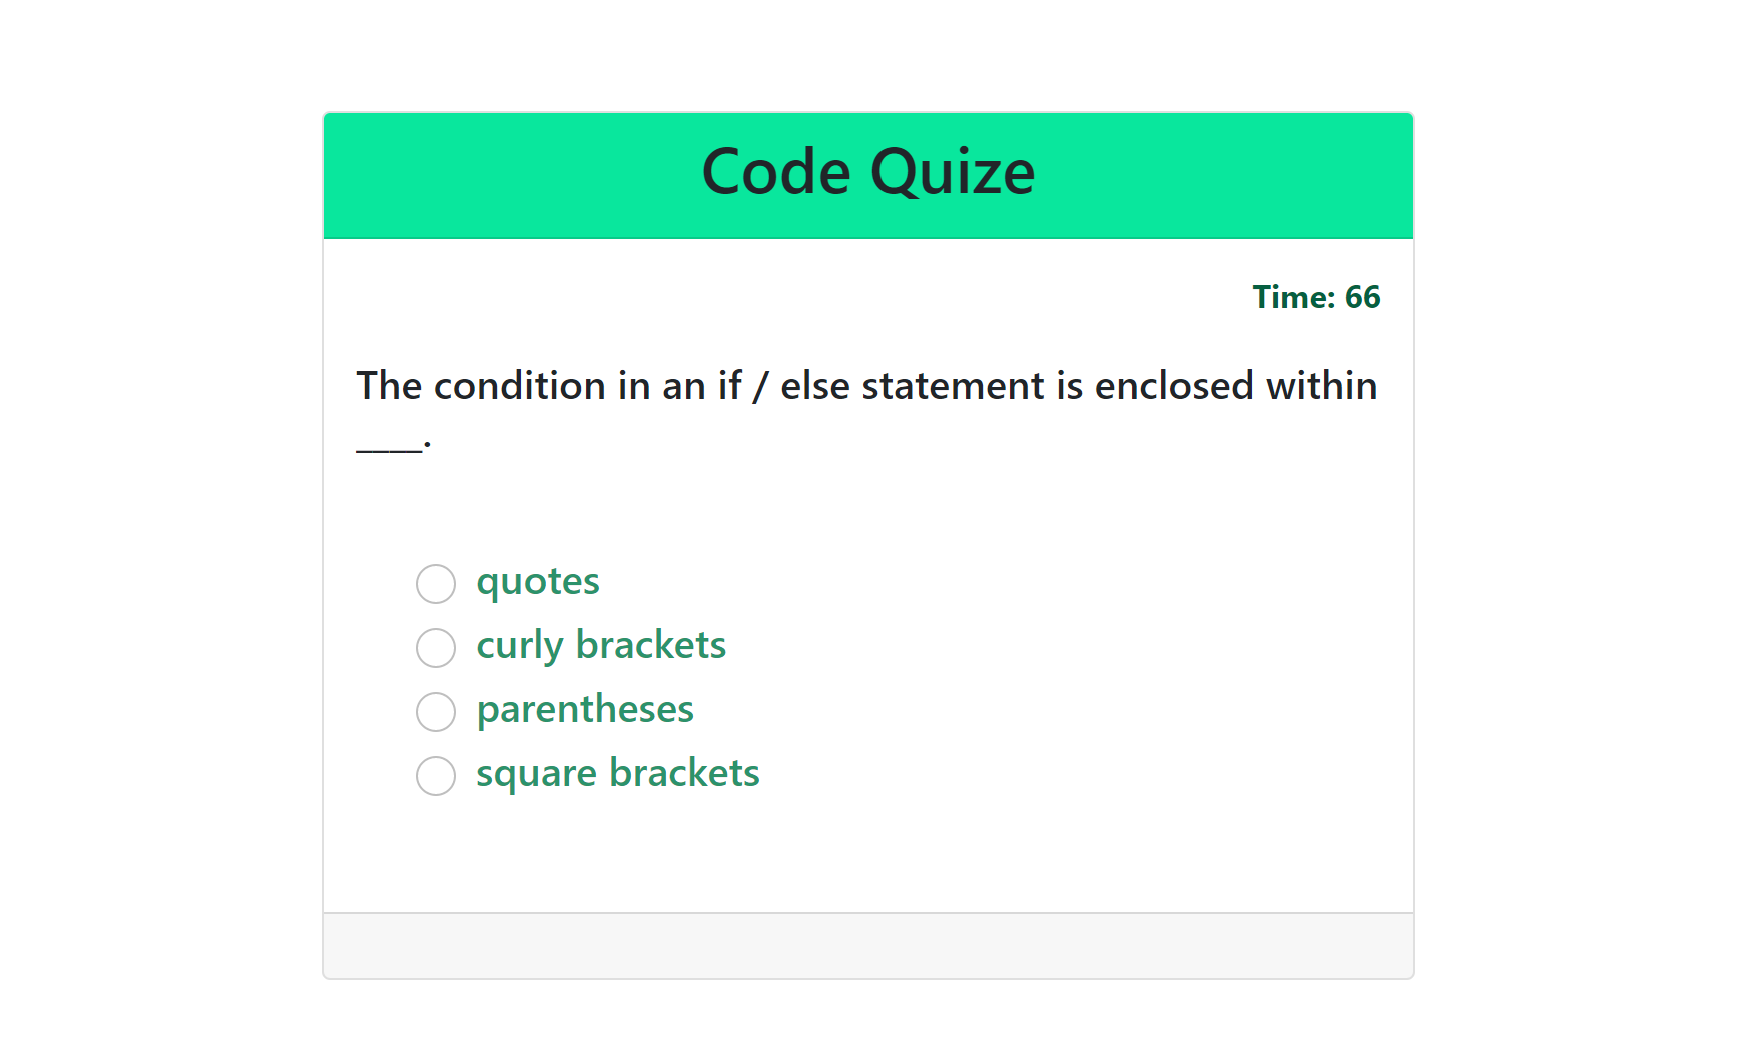 Code Quize
Time: 66
The condition in an if / else statement is enclosed within
____.
quotes
curly brackets
parentheses
square brackets